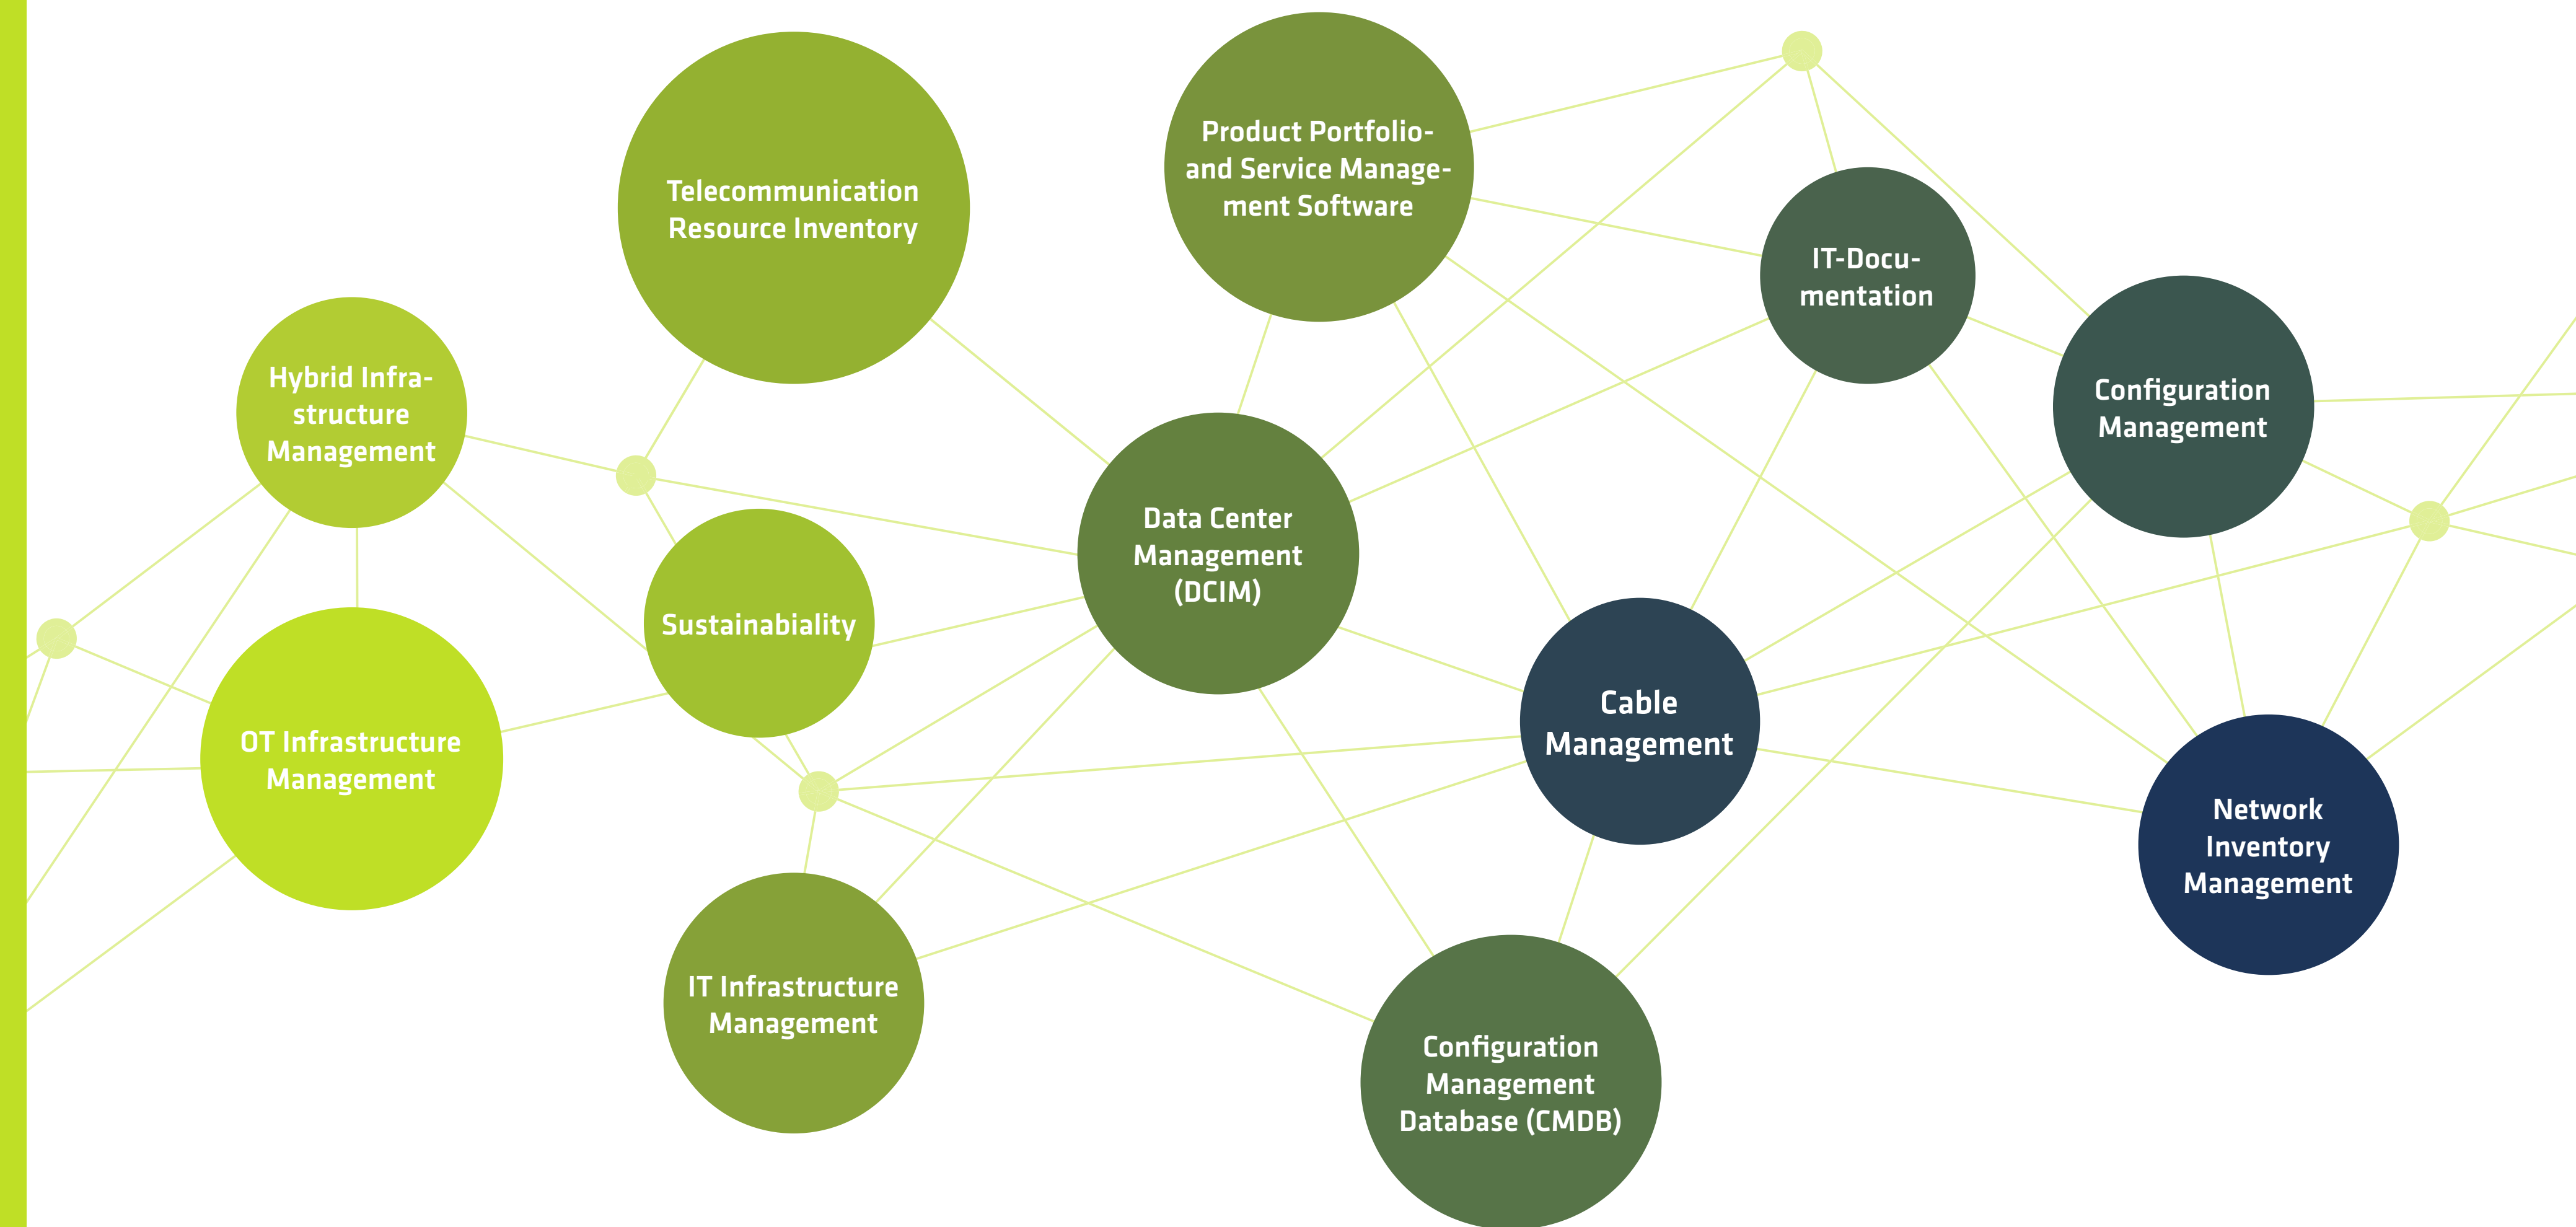 Telecommunication
Resource Inventory
Product Portfolio-
and Service Manage-
ment Software
IT-Docu-
mentation
Hybrid Infra-
structure
Management
Configuration
Management
Data Center
Management
(DCIM)
Sustainabiality
Cable
Management
OT Infrastructure
Management
Network
Inventory
Management
IT Infrastructure
Management
Configuration
Management
Database (CMDB)